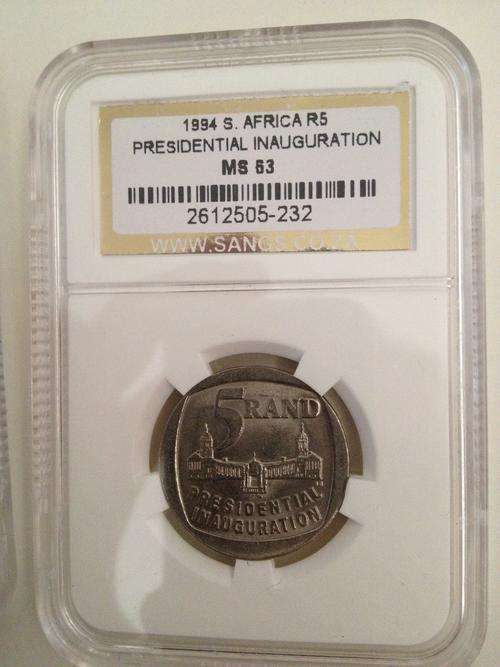 1994 S. AFRICA R5
PRESIDENTIAL INAUGURATION
MS 63
2612505-232
WWW.SANGS.CO.ZA
5 RAND
PRESIDENTIAL
INAUGURATION